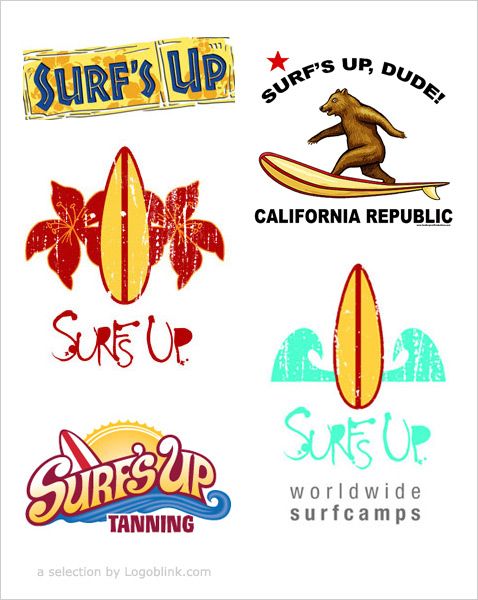 SURF'S UP
SURF'S UP, DUDE!
CALIFORNIA REPUBLIC
SURFS UP
SURFS UP
worldwide
surfcamps
SURF'S UP
TANNING
a selection by Logoblink.com